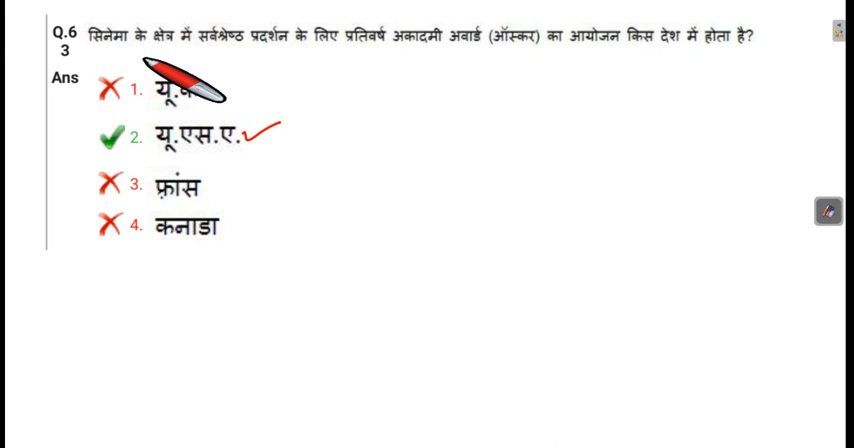 Q.6 सिनेमा के क्षेत्र में सर्वश्रेष्ठ प्रदर्शन के लिए प्रतिवर्ष अकादमी अवार्ड (ऑस्कर) का आयोजन किस देश में होता है?
3
Ans
1.
2. यू.एस.ए.
3. फ़्रांस
4. कनाडा